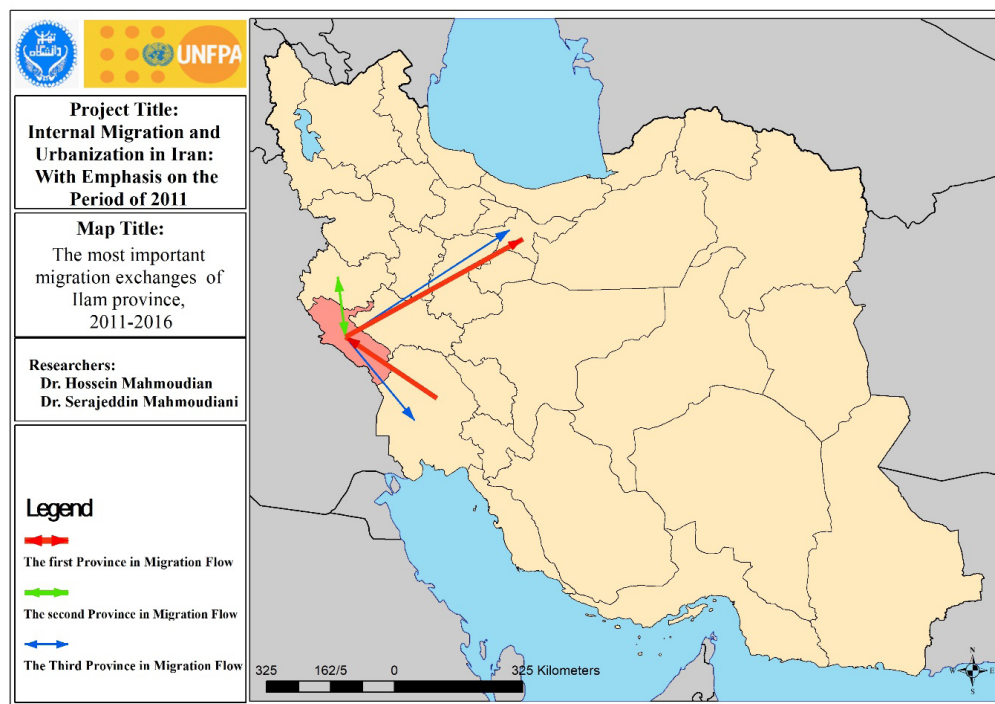 UNFPA
Project Title:
Internal Migration and
Urbanization in Iran:
With Emphasis on the
Period of 2011
Map Title:
The most important
migration exchanges of
Ilam province,
2011-2016
Researchers:
Dr. Hossein Mahmoudian
Dr. Serajeddin Mahmoudiani
Legend
The first Province in Migration Flow
The second Province in Migration Flow
The Third Province in Migration Flow
325 162/5 0 325 Kilometers
N
W E
S